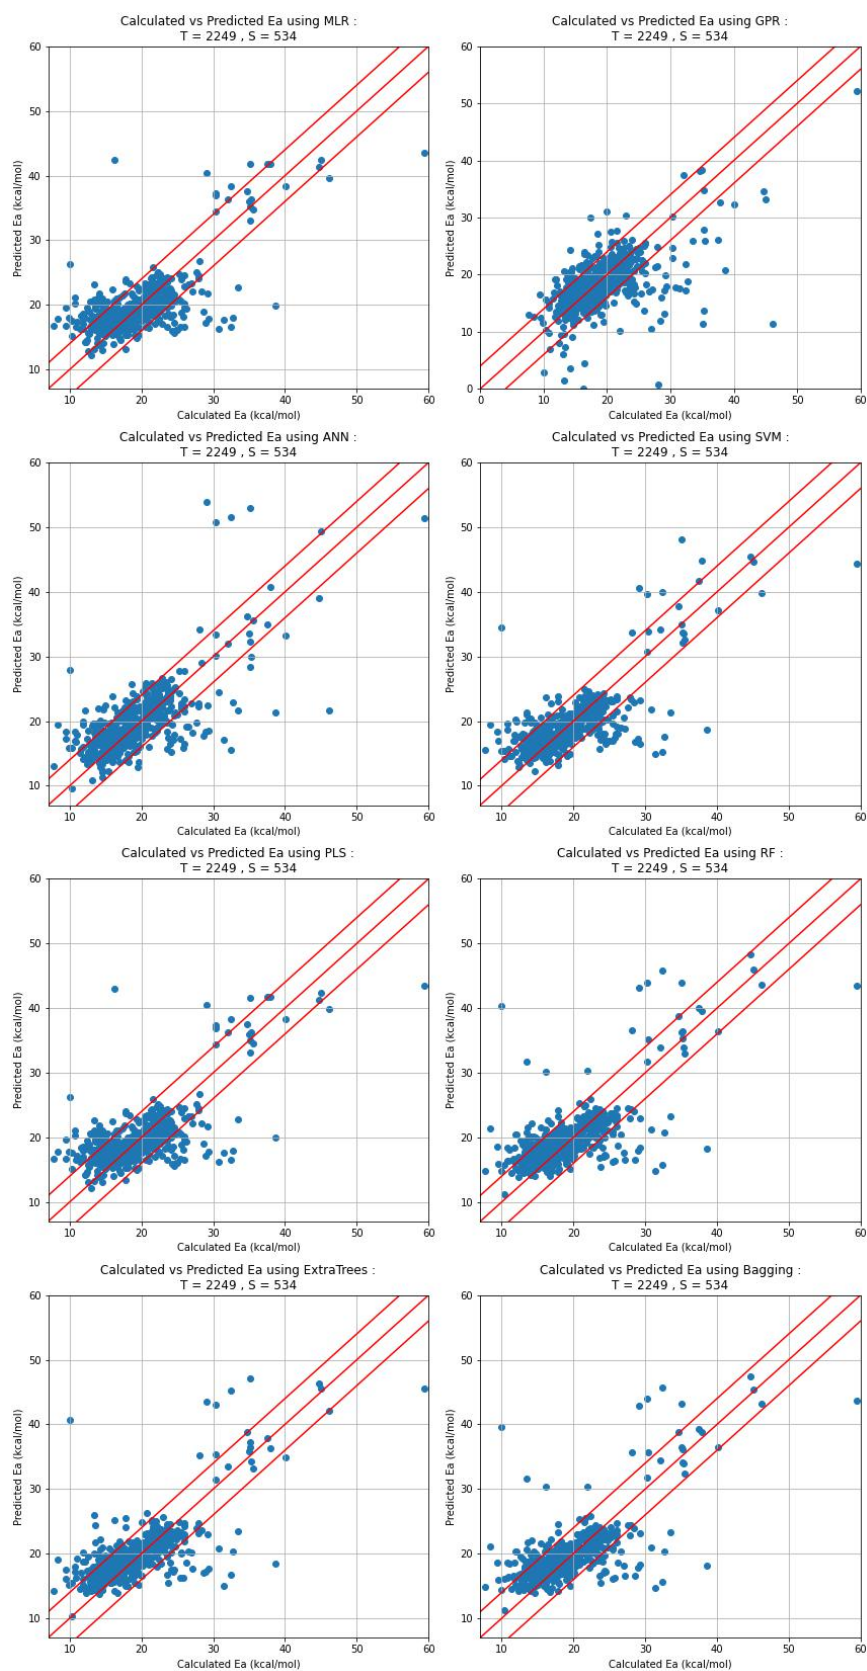 Calculated vs Predicted Ea using MLR :
T = 2249 , S = 534
60
50
40
30
20
10
Predicted Ea (kcal/mol)
10 20 30 40 50 60
Calculated Ea (kcal/mol)
Calculated vs Predicted Ea using GPR :
T = 2249 , S = 534
60
50
40
30
20
10
0
Predicted Ea (kcal/mol)
0 10 20 30 40 50 60
Calculated Ea (kcal/mol)
Calculated vs Predicted Ea using ANN :
T = 2249 , S = 534
60
50
40
30
20
10
Predicted Ea (kcal/mol)
10 20 30 40 50 60
Calculated Ea (kcal/mol)
Calculated vs Predicted Ea using SVM :
T = 2249 , S = 534
60
50
40
30
20
10
Predicted Ea (kcal/mol)
10 20 30 40 50 60
Calculated Ea (kcal/mol)
Calculated vs Predicted Ea using PLS :
T = 2249 , S = 534
60
50
40
30
20
10
Predicted Ea (kcal/mol)
10 20 30 40 50 60
Calculated Ea (kcal/mol)
Calculated vs Predicted Ea using RF :
T = 2249 , S = 534
60
50
40
30
20
10
Predicted Ea (kcal/mol)
10 20 30 40 50 60
Calculated Ea (kcal/mol)
Calculated vs Predicted Ea using ExtraTrees :
T = 2249 , S = 534
60
50
40
30
20
10
Predicted Ea (kcal/mol)
10 20 30 40 50 60
Calculated Ea (kcal/mol)
Calculated vs Predicted Ea using Bagging :
T = 2249 , S = 534
60
50
40
30
20
10
Predicted Ea (kcal/mol)
10 20 30 40 50 60
Calculated Ea (kcal/mol)